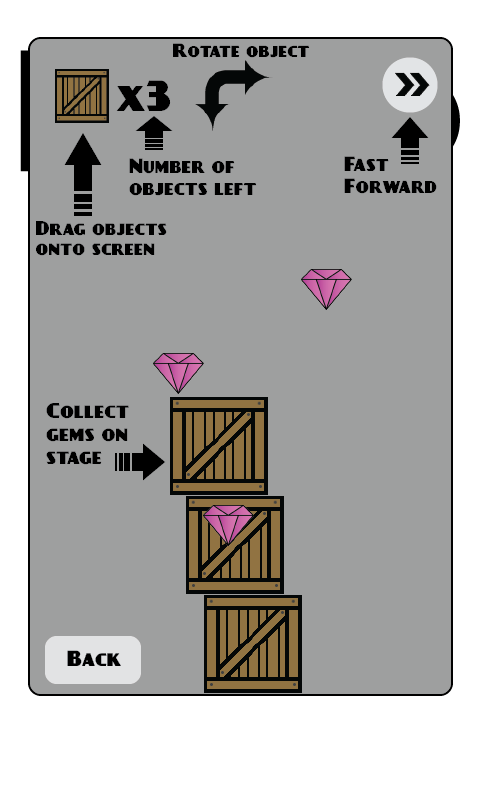 Rotate object
x3
Number of
objects left
Fast
Forward
Drag objects
onto screen
Collect
gems on
stage
Back